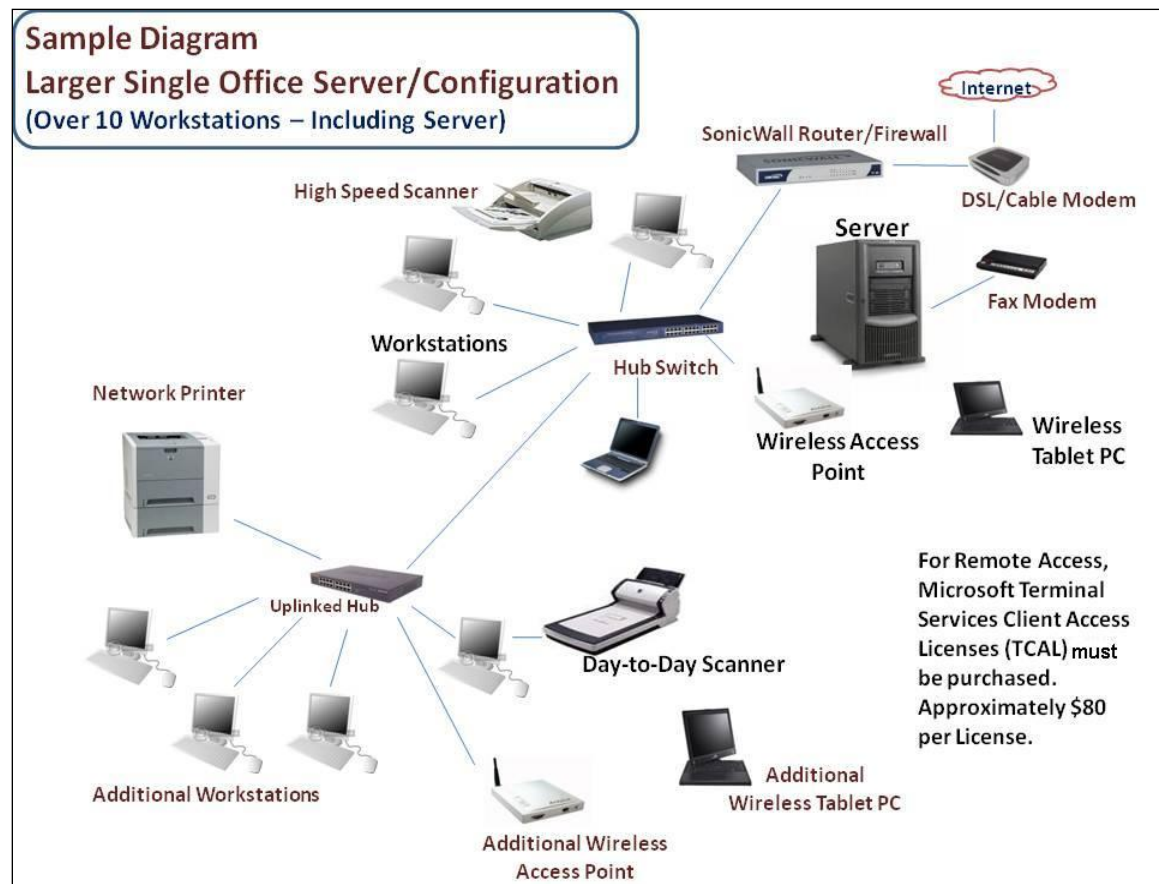 Sample Diagram
Larger Single Office Server/Configuration
(Over 10 Workstations – Including Server)
Internet
SonicWall Router/Firewall
SONICWALL
DSL/Cable Modem
High Speed Scanner
Server
Fax Modem
Workstations
Hub Switch
Network Printer
Wireless Access
Point
Wireless
Tablet PC
Uplinked Hub
Day-to-Day Scanner
For Remote Access,
Microsoft Terminal
Services Client Access
Licenses (TCAL) must
be purchased.
Approximately $80
per License.
Additional Workstations
Additional
Wireless Tablet PC
Additional Wireless
Access Point